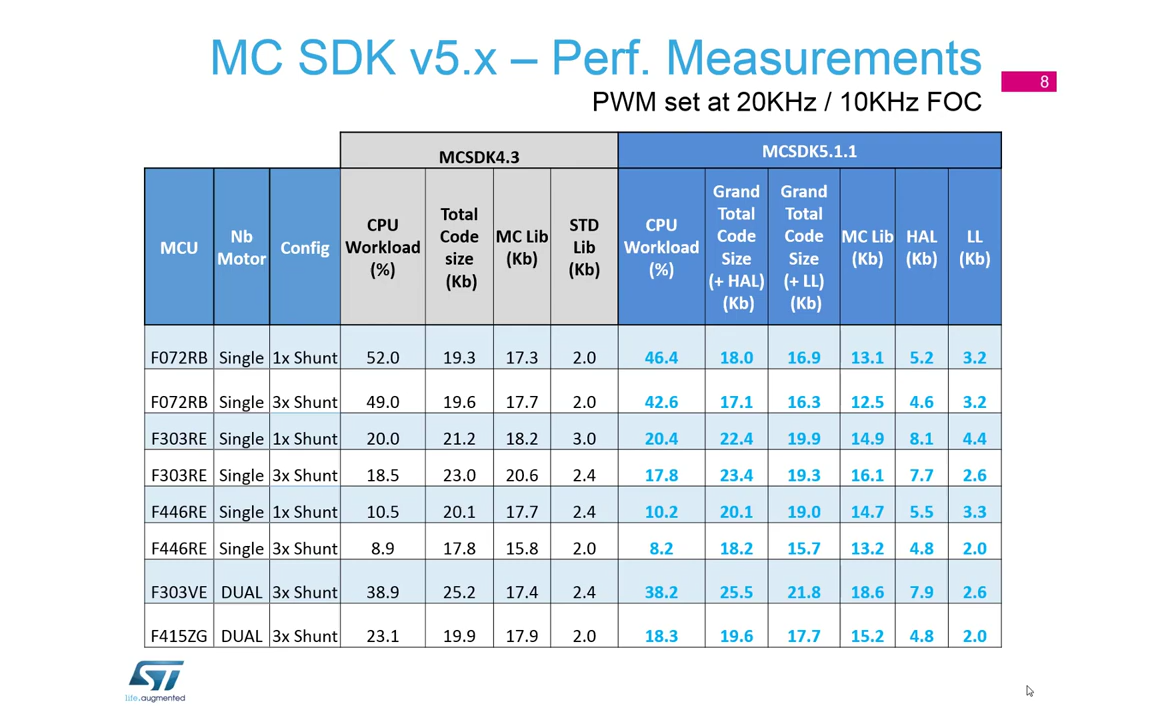 MC SDK v5.x – Perf. Measurements
8
PWM set at 20KHz / 10KHz FOC
MCSDK4.3 MCSDK5.1.1
MCU Nb Motor Config CPU Workload (%) Total Code size (Kb) MC Lib (Kb) STD Lib (Kb) CPU Workload (%) Grand Total Code Size (+ HAL) (Kb) Grand Total Code Size (+ LL) (Kb) MC Lib (Kb) HAL (Kb) LL (Kb)
F072RB Single 1x Shunt 52.0 19.3 17.3 2.0 46.4 18.0 16.9 13.1 5.2 3.2
F072RB Single 3x Shunt 49.0 19.6 17.7 2.0 42.6 17.1 16.3 12.5 4.6 3.2
F303RE Single 1x Shunt 20.0 21.2 18.2 3.0 20.4 22.4 19.9 14.9 8.1 4.4
F303RE Single 3x Shunt 18.5 23.0 20.6 2.4 17.8 23.4 19.3 16.1 7.7 2.6
F446RE Single 1x Shunt 10.5 20.1 17.7 2.4 10.2 20.1 19.0 14.7 5.5 3.3
F446RE Single 3x Shunt 8.9 17.8 15.8 2.0 8.2 18.2 15.7 13.2 4.8 2.0
F303VE DUAL 3x Shunt 38.9 25.2 17.4 2.4 38.2 25.5 21.8 18.6 7.9 2.6
F415ZG DUAL 3x Shunt 23.1 19.9 17.9 2.0 18.3 19.6 17.7 15.2 4.8 2.0
ST
life.augmented